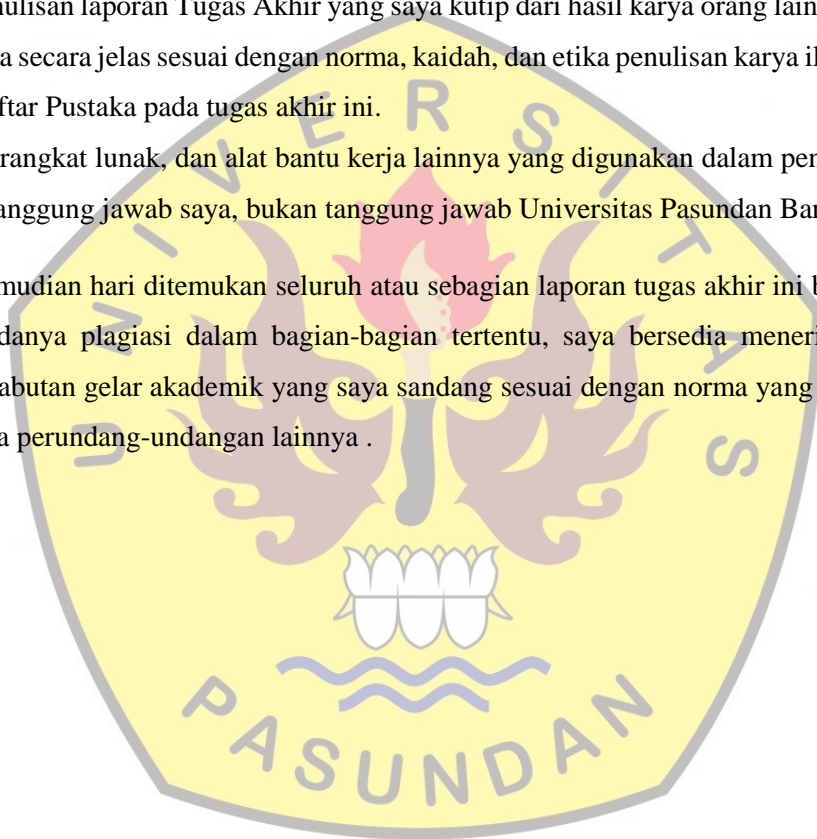 nulisan laporan Tugas Akhir yang saya kutip dari hasil karya orang lain
a secara jelas sesuai dengan norma, kaidah, dan etika penulisan karya il
ftar Pustaka pada tugas akhir ini.
rangkat lunak, dan alat bantu kerja lainnya yang digunakan dalam pen
anggung jawab saya, bukan tanggung jawab Universitas Pasundan Ban
mudian hari ditemukan seluruh atau sebagian laporan tugas akhir ini b
danya plagiasi dalam bagian-bagian tertentu, saya bersedia meneri
abutan gelar akademik yang saya sandang sesuai dengan norma yang
a perundang-undangan lainnya .
UNIVERSITAS
PASUNDAN